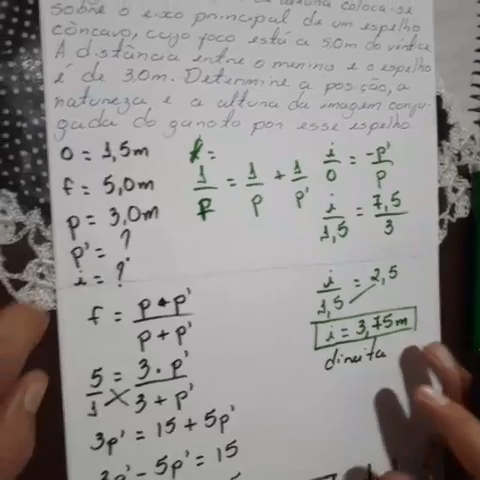 coloca-se
sobre o eixo principal de um espelho
côncavo, cujo foco está a 5,0m do vértice
A distância entre o menino e o espelho
é de 3,0m. Determine a posição, a
natureza e a altura da imagem conju-
gada do garoto por esse espelho
O = 1,5m
f = 5,0m
p = 3,0m
p' = ?
i = ?
f:
1/F = 1/p + 1/p'
i/O = -p'/p
i/1,5 = 7,5/3
i/1,5 = 2,5
i = 3,75m
direita
f = p • p' / p + p'
5/1 = 3 . p' / 3 + p'
3p' = 15 + 5p'
3p' - 5p' = 15